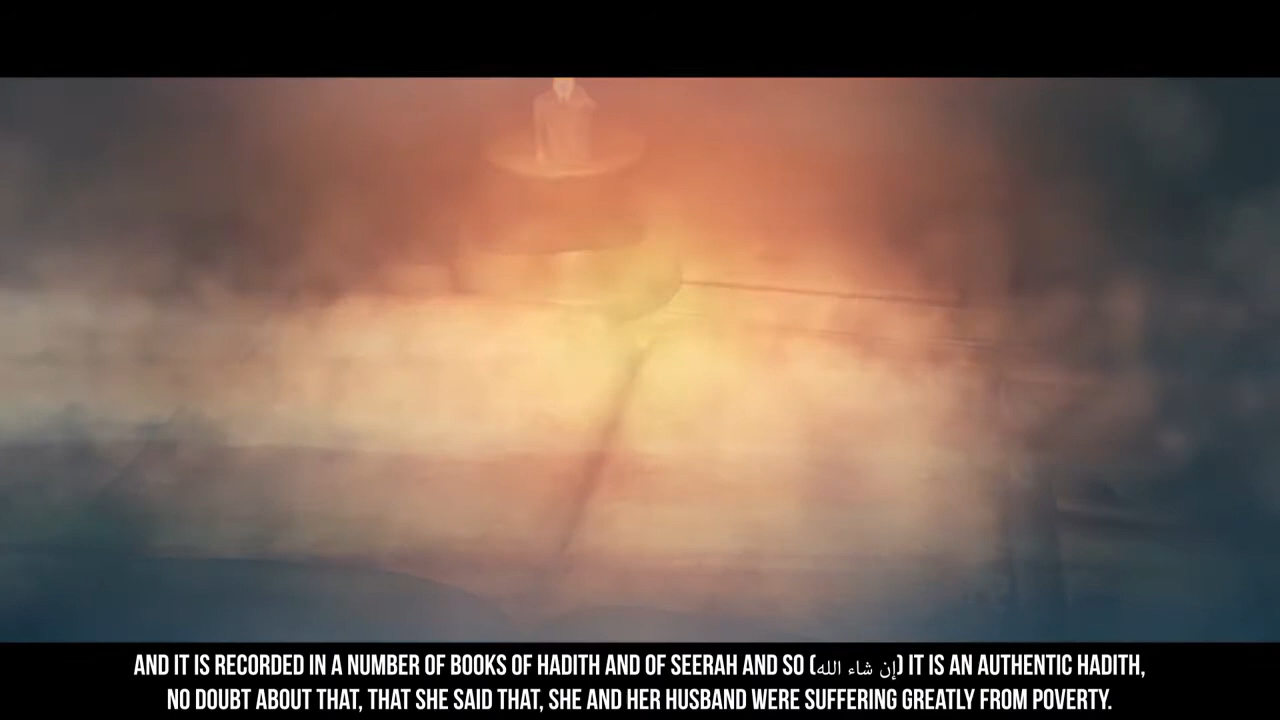 AND IT IS RECORDED IN A NUMBER OF BOOKS OF HADITH AND OF SEERAH AND SO (إن شاء الله) IT IS AN AUTHENTIC HADITH,
NO DOUBT ABOUT THAT, THAT SHE SAID THAT, SHE AND HER HUSBAND WERE SUFFERING GREATLY FROM POVERTY.